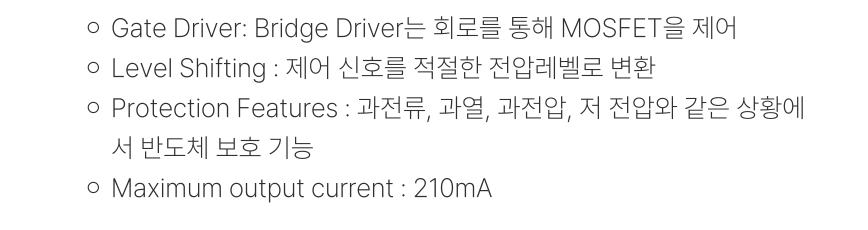 ○ Gate Driver: Bridge Driver는 회로를 통해 MOSFET을 제어
○ Level Shifting : 제어 신호를 적절한 전압레벨로 변환
○ Protection Features : 과전류, 과열, 과전압, 저 전압와 같은 상황에
서 반도체 보호 기능
○ Maximum output current : 210mA